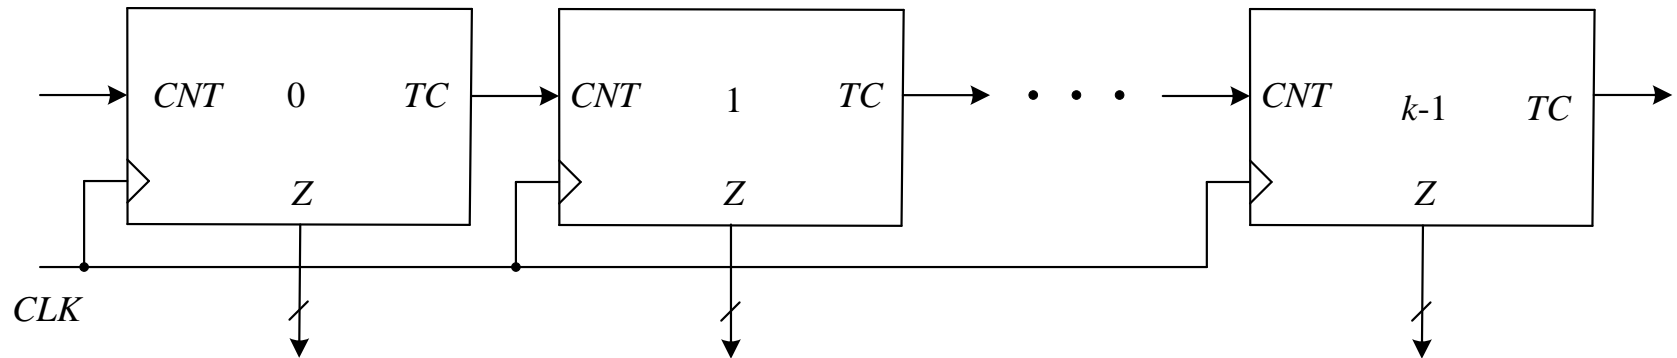 CNT 0 TC CNT 1 TC • • • CNT k-1 TC
Z Z Z
CLK